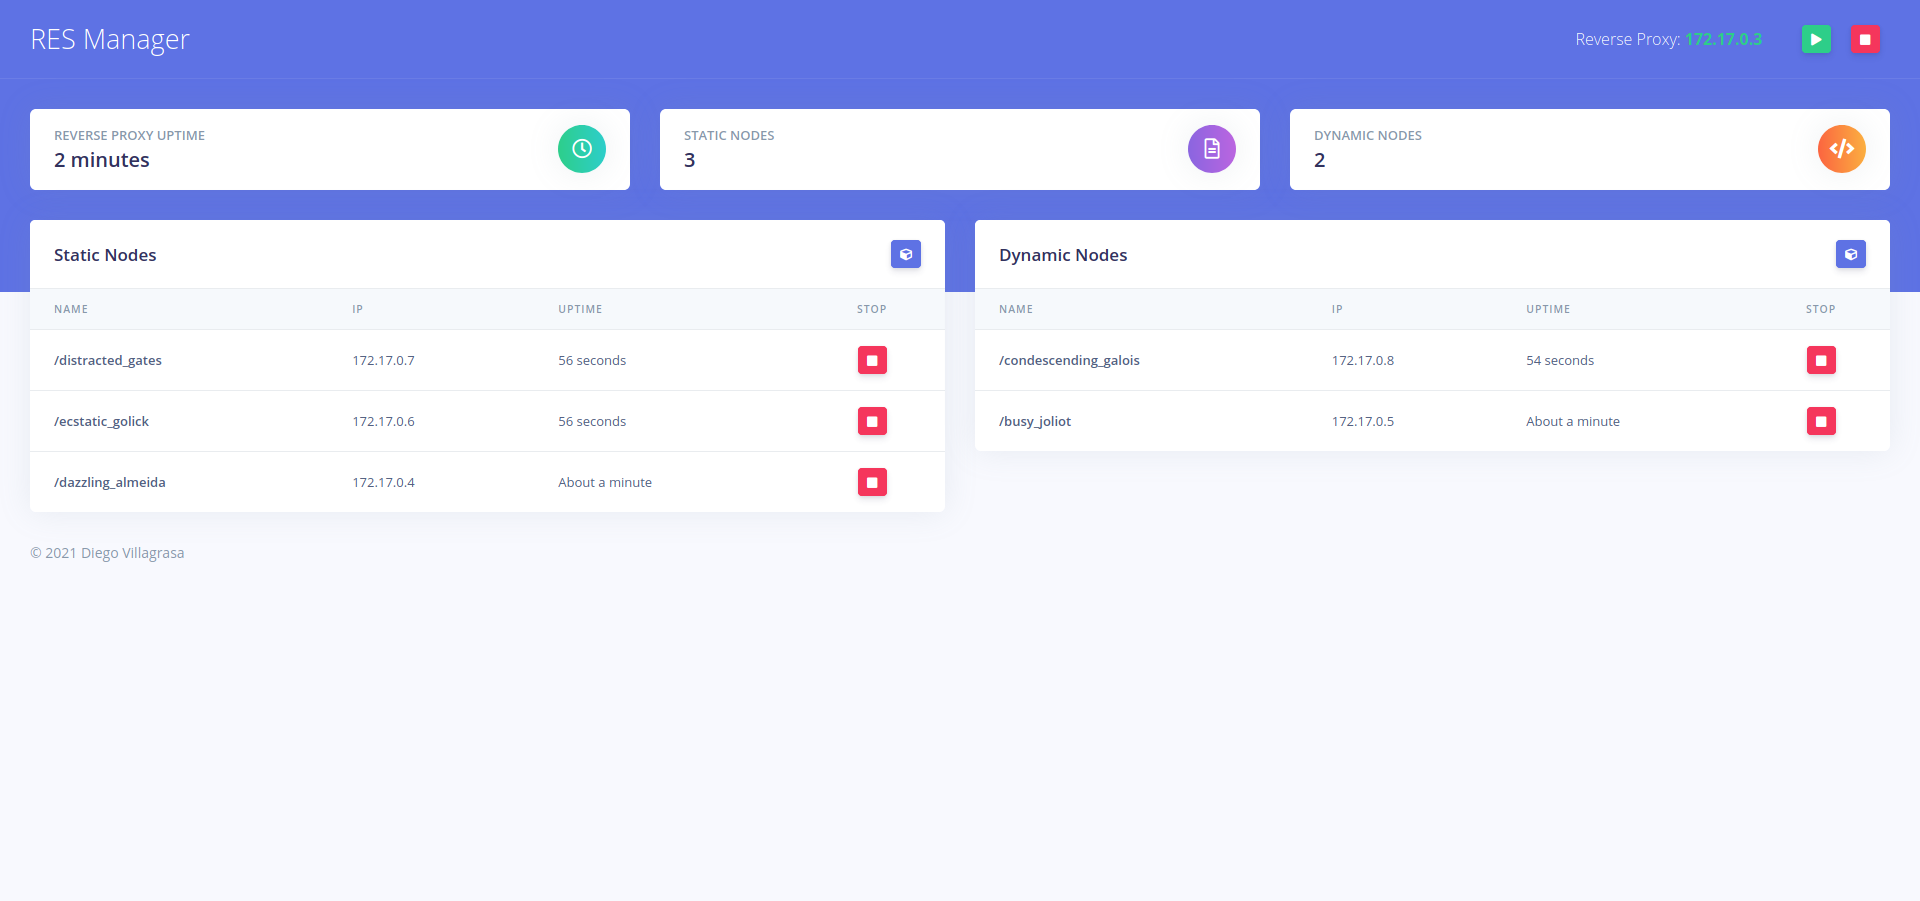 RES Manager
Reverse Proxy: 172.17.0.3
REVERSE PROXY UPTIME
2 minutes
STATIC NODES
3
DYNAMIC NODES
2
Static Nodes
NAME IP UPTIME STOP
/distracted_gates 172.17.0.7 56 seconds
/ecstatic_golick 172.17.0.6 56 seconds
/dazzling_almeida 172.17.0.4 About a minute
Dynamic Nodes
NAME IP UPTIME STOP
/condescending_galois 172.17.0.8 54 seconds
/busy_joliot 172.17.0.5 About a minute
© 2021 Diego Villagrasa